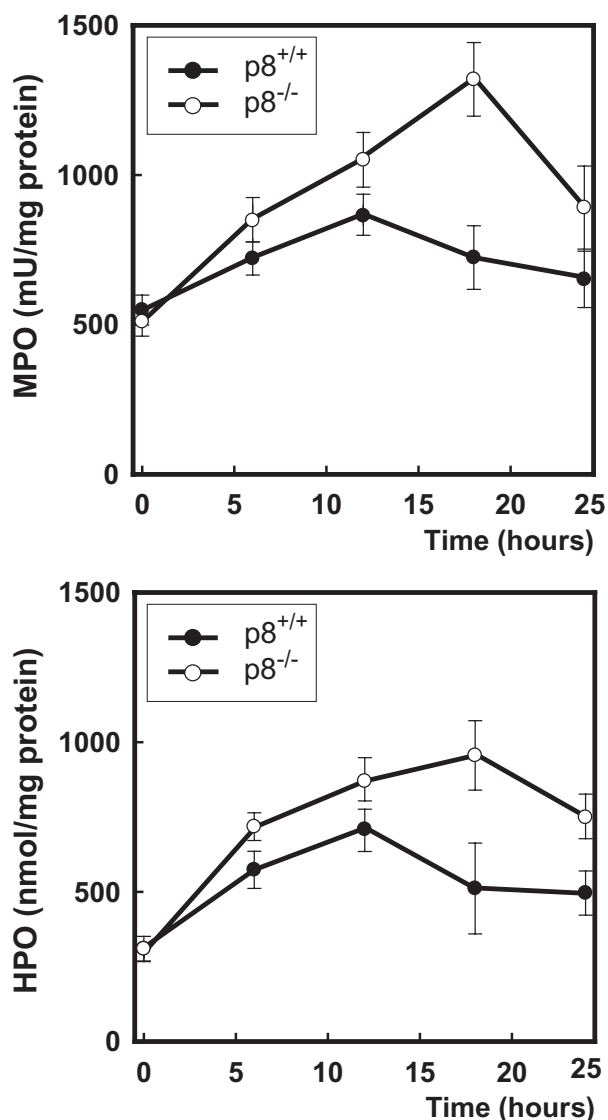 1500
p8+/+
p8-/-
1000
500
0
MPO (mU/mg protein)
0 5 10 15 20 25
Time (hours)
1500
p8+/+
p8-/-
1000
500
0
HPO (nmol/mg protein)
0 5 10 15 20 25
Time (hours)